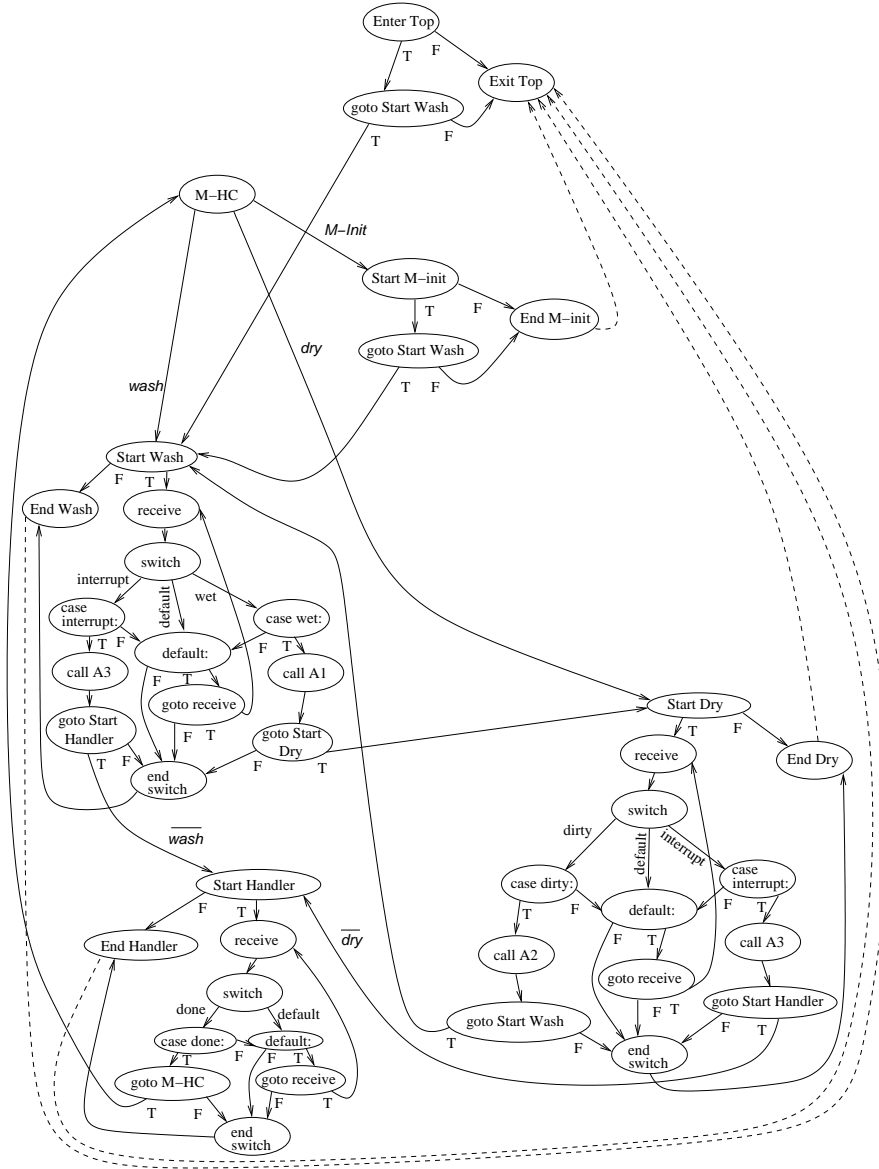 Enter Top
T
F
Exit Top
goto Start Wash
T
F
M-HC
M-Init
Start M-init
T
F
End M-init
goto Start Wash
T
F
dry
wash
Start Wash
F
T
End Wash
receive
switch
interrupt
default
wet
case
interrupt:
case wet:
T
F
default:
F
T
call A3
F
T
call A1
goto receive
goto Start
Handler
F
T
goto Start
Dry
T
F
end
switch
F
T
wash
Start Dry
T
F
receive
End Dry
switch
dirty
default
interrupt
case dirty:
case
interrupt:
T
F
default:
F
T
call A2
F
T
call A3
goto receive
F
T
goto Start Wash
goto Start Handler
T
F
end
switch
F
T
Start Handler
F
T
dry
End Handler
receive
switch
done
default
case done:
F
default:
T
F
T
goto M-HC
goto receive
T
F
F
T
end
switch